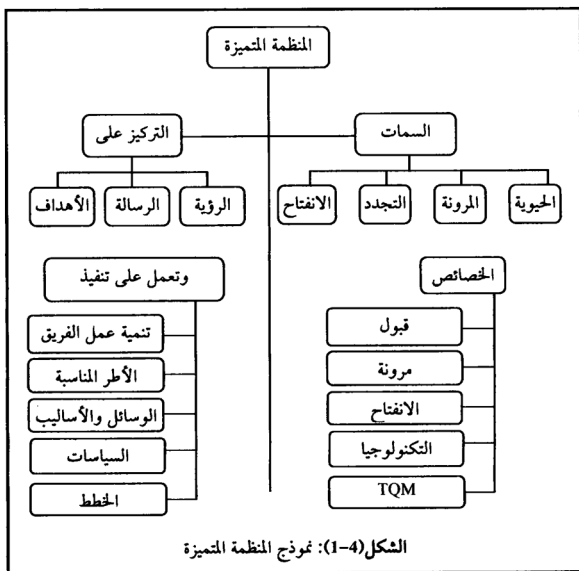 المنظمة المتميزة
السمات
التركيز على
الحيوية
المرونة
التجدد
الانفتاح
الرؤية
الرسالة
الأهداف
الخصائص
قبول
مرونة
الانفتاح
التكنولوجيا
TQM
وتعمل على تنفيذ
تنمية عمل الفريق
الأطر المناسبة
الوسائل والأساليب
السياسات
الخطط
الشكل(4-1): نموذج المنظمة المتميزة